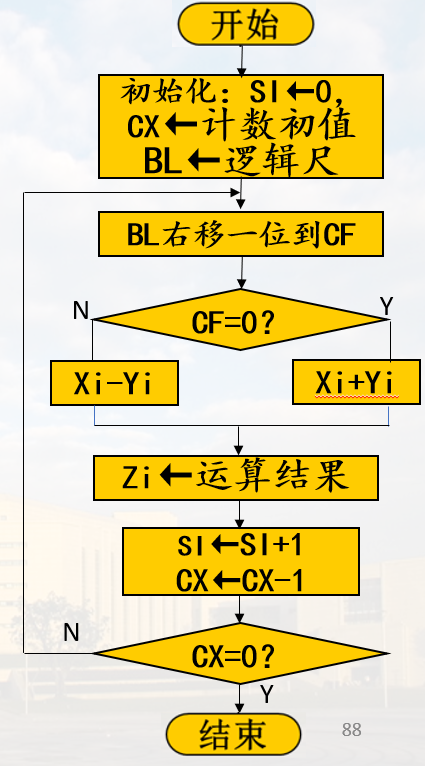 开始
初始化：SI←0，
CX←计数初值
BL←逻辑尺
BL右移一位到CF
N
CF=0?
Y
Xi-Yi
Xi+Yi
Zi←运算结果
SI←SI+1
CX←CX-1
N
CX=0?
Y
结束
88